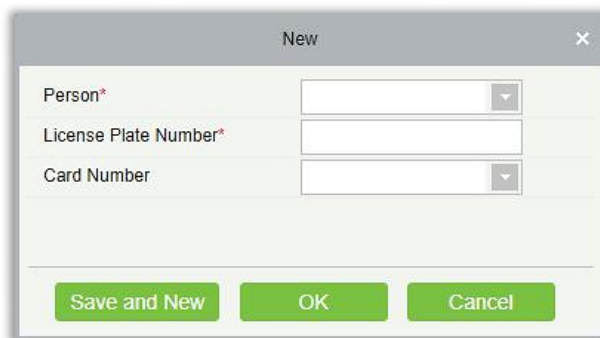 New ×
Person*
License Plate Number*
Card Number
Save and New OK Cancel